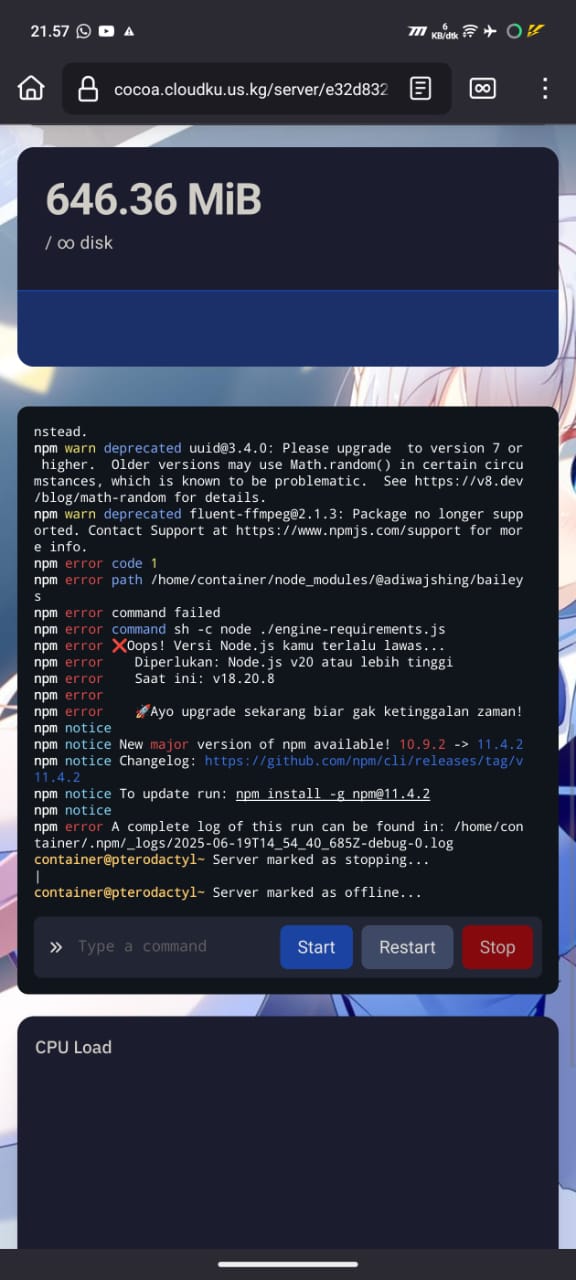 21.57
6
KB/dtk
cocoa.cloudku.us.kg/server/e32d832
646.36 MiB
/ ∞ disk
nstead.
npm warn deprecated uuid@3.4.0: Please upgrade  to version 7 or
 higher.  Older versions may use Math.random() in certain circu
mstances, which is known to be problematic.  See https://v8.dev
/blog/math-random for details.
npm warn deprecated fluent-ffmpeg@2.1.3: Package no longer supp
orted. Contact Support at https://www.npmjs.com/support for mor
e info.
npm error code 1
npm error path /home/container/node_modules/@adiwajshing/bailey
s
npm error command failed
npm error command sh -c node ./engine-requirements.js
npm error ❌Oops! Versi Node.js kamu terlalu lawas...
npm error    Diperlukan: Node.js v20 atau lebih tinggi
npm error    Saat ini: v18.20.8
npm error
npm error    🚀Ayo upgrade sekarang biar gak ketinggalan zaman!
npm notice
npm notice New major version of npm available! 10.9.2 -> 11.4.2
npm notice Changelog: https://github.com/npm/cli/releases/tag/v
11.4.2
npm notice To update run: npm install -g npm@11.4.2
npm notice
npm error A complete log of this run can be found in: /home/con
tainer/.npm/_logs/2025-06-19T14_54_40_685Z-debug-0.log
container@pterodactyl~ Server marked as stopping...
|
container@pterodactyl~ Server marked as offline...
» Type a command
Start
Restart
Stop
CPU Load